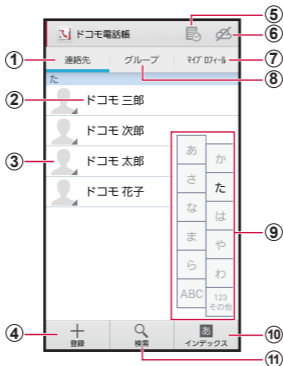 ⑤
ドコモ電話帳
⑥
① 連絡先 グループ マイプロフィール ⑦
⑧
た
② ドコモ 三郎
ドコモ 次郎
③ ドコモ 太郎
ドコモ 花子
あ か
さ た
な は
ま や
ら わ
ABC 123
その他
⑨
④ 登録 検索 あ インデックス ⑩
⑪